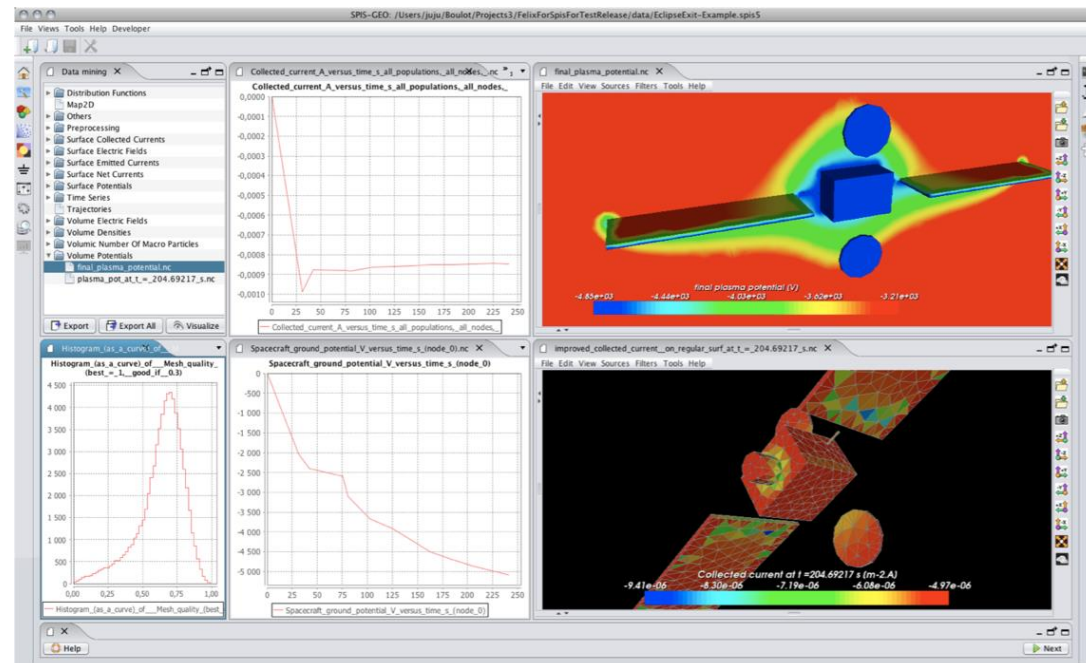 SPIS-GEO: /Users/juju/Boulot/Projects3/FelixForSpisForTestRelease/data/EclipseExit-Example.spis5
File Views Tools Help Developer
Data mining
Distribution Functions
Map2D
Others
Preprocessing
Surface Collected Currents
Surface Electric Fields
Surface Emitted Currents
Surface Net Currents
Surface Potentials
Time Series
Trajectories
Volume Electric Fields
Volume Densities
Volumic Number Of Macro Particles
Volume Potentials
final_plasma_potential.nc
plasma_pot_at_t_=_204.69217_s.nc
Export Export All Visualize
Collected_current_A_versus_time_s_all_populations,_all_nodes,_.nc
Collected_current_A_versus_time_s_all_populations,_all_nodes,_
0,0000
-0,0001
-0,0002
-0,0003
-0,0004
-0,0005
-0,0006
-0,0007
-0,0008
-0,0009
-0,0010
0 25 50 75 100 125 150 175 200 225 250
Collected_current_A_versus_time_s_all_populations,_all_nodes,_
final_plasma_potential.nc
File Edit View Sources Filters Tools Help
final plasma potential (V)
-4.85e+03 -4.44e+03 -4.03e+03 -3.62e+03 -3.21e+03
Histogram_(as_a_curve)_of_
Histogram_(as_a_curve)_of___Mesh_quality_
(best_=_1,__good_if__0.3)
4 500
4 000
3 500
3 000
2 500
2 000
1 500
1 000
500
0
0,00 0,25 0,50 0,75 1,00
Histogram_(as_a_curve)_of___Mesh_quality_(best_
Spacecraft_ground_potential_V_versus_time_s_(node_0).nc
Spacecraft_ground_potential_V_versus_time_s_(node_0)
0
-500
-1 000
-1 500
-2 000
-2 500
-3 000
-3 500
-4 000
-4 500
-5 000
0 25 50 75 100 125 150 175 200 225 250
Spacecraft_ground_potential_V_versus_time_s_(node_0)
improved_collected_current__on_regular_surf_at_t_=_204.69217_s.nc
File Edit View Sources Filters Tools Help
Collected current at t =204.69217 s (m-2.A)
-9.41e-06 -8.30e-06 -7.19e-06 -6.08e-06 -4.97e-06
Help
Next